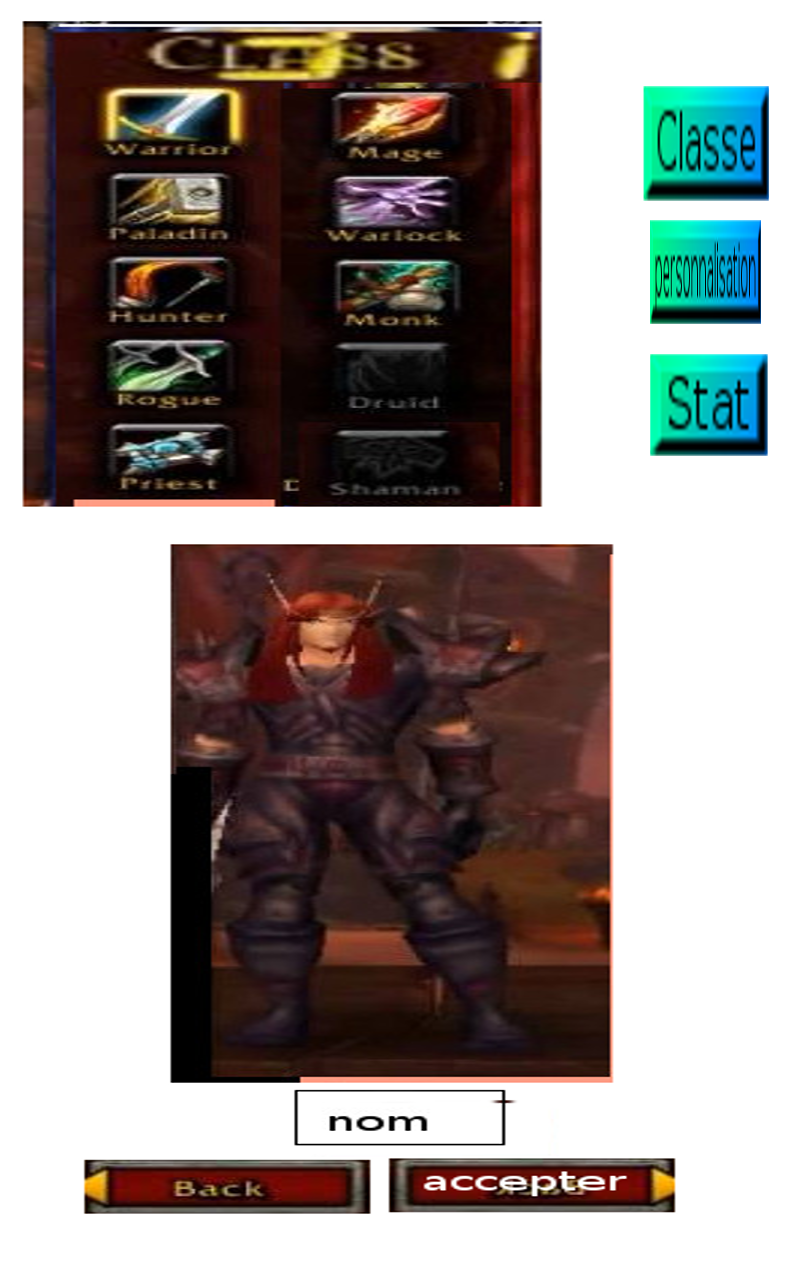 Class
Warrior
Mage
Paladin
Warlock
Hunter
Monk
Rogue
Druid
Priest
Shaman
Classe
personnalisation
Stat
nom
Back
accepter